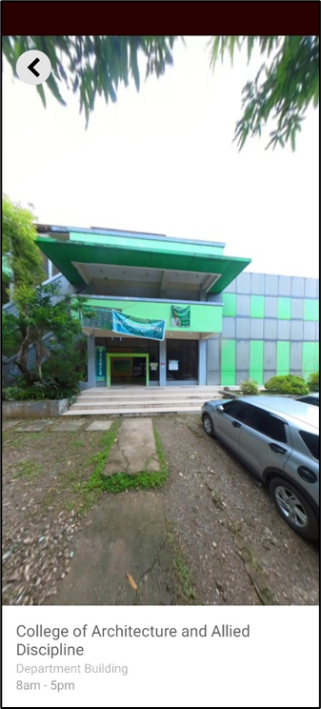 College of Architecture and Allied
Discipline
Department Building
8am - 5pm